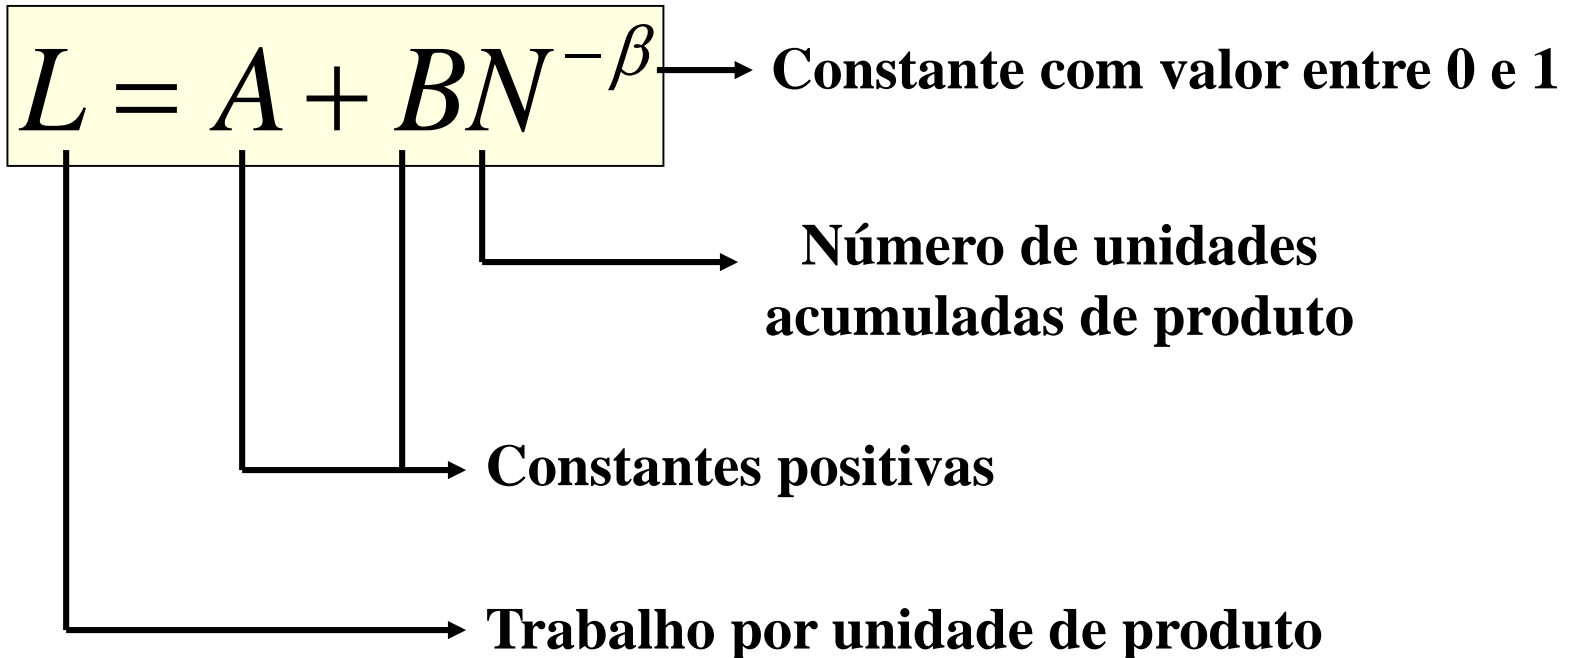 L = A + BN^{-β}
Constante com valor entre 0 e 1
Número de unidades
acumuladas de produto
Constantes positivas
Trabalho por unidade de produto